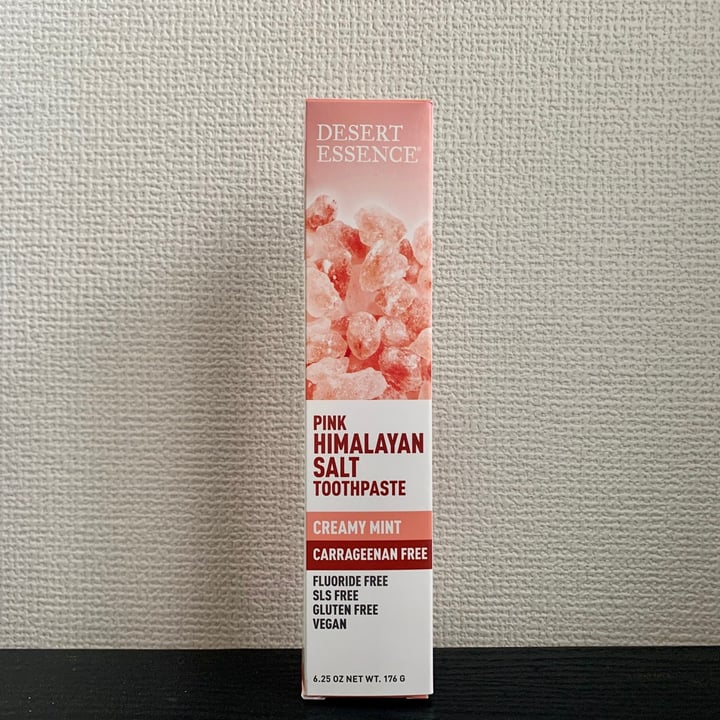 DESERT
ESSENCE®
PINK
HIMALAYAN
SALT
TOOTHPASTE
CREAMY MINT
CARRAGEENAN FREE
FLUORIDE FREE
SLS FREE
GLUTEN FREE
VEGAN
6.25 OZ NET WT. 176 G